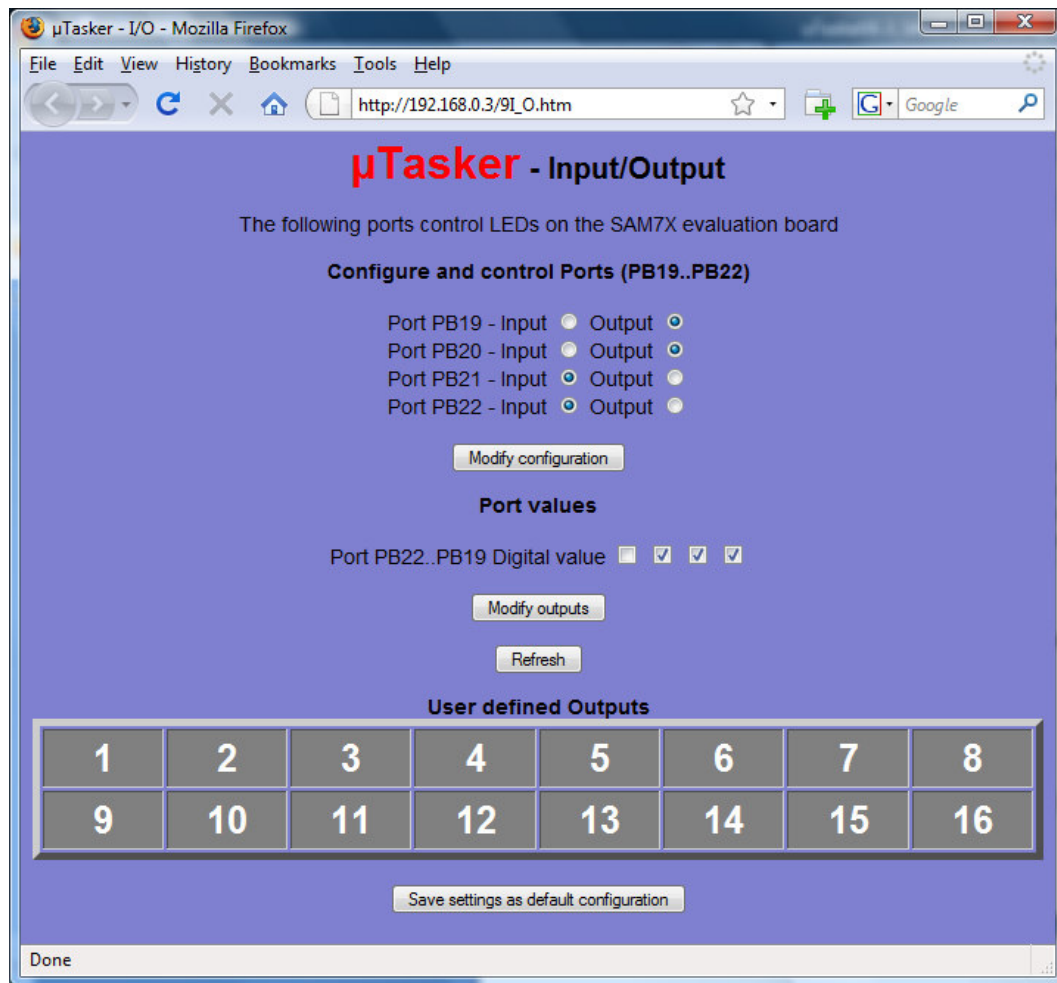 µTasker - I/O - Mozilla Firefox
File Edit View History Bookmarks Tools Help
http://192.168.0.3/9I_O.htm G Google
µTasker - Input/Output
The following ports control LEDs on the SAM7X evaluation board
Configure and control Ports (PB19..PB22)
Port PB19 - Input Output
Port PB20 - Input Output
Port PB21 - Input Output
Port PB22 - Input Output
Modify configuration
Port values
Port PB22..PB19 Digital value
Modify outputs
Refresh
User defined Outputs
1 2 3 4 5 6 7 8
9 10 11 12 13 14 15 16
Save settings as default configuration
Done